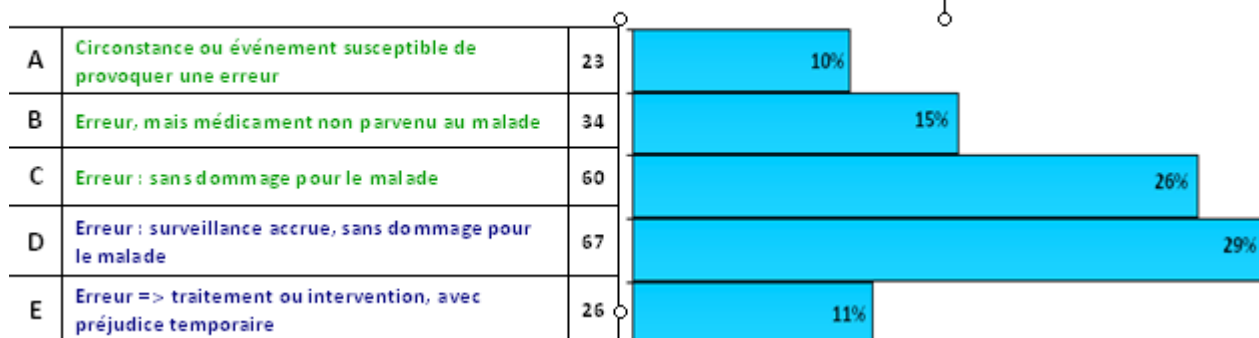 A Circonstance ou événement susceptible de provoquer une erreur 23 10%
B Erreur, mais médicament non parvenu au malade 34 15%
C Erreur : sans dommage pour le malade 60 26%
D Erreur : surveillance accrue, sans dommage pour le malade 67 29%
E Erreur => traitement ou intervention, avec préjudice temporaire 26 11%